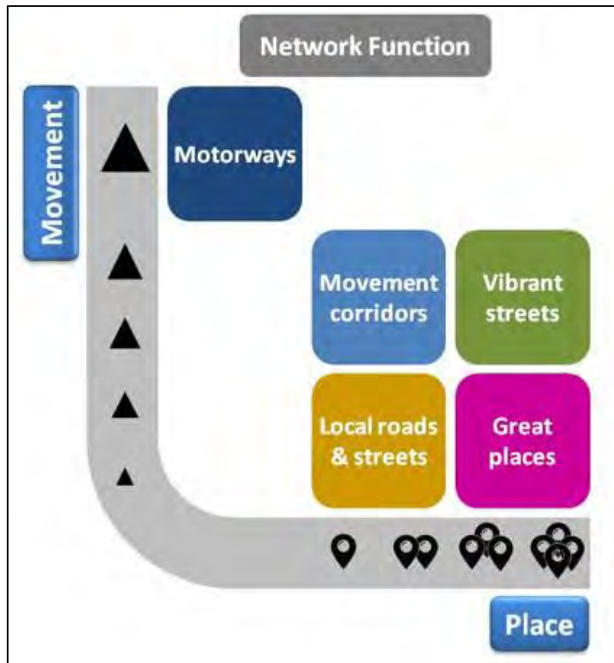 Network Function
Movement
Motorways
Movement
corridors
Vibrant
streets
Local roads
& streets
Great
places
Place